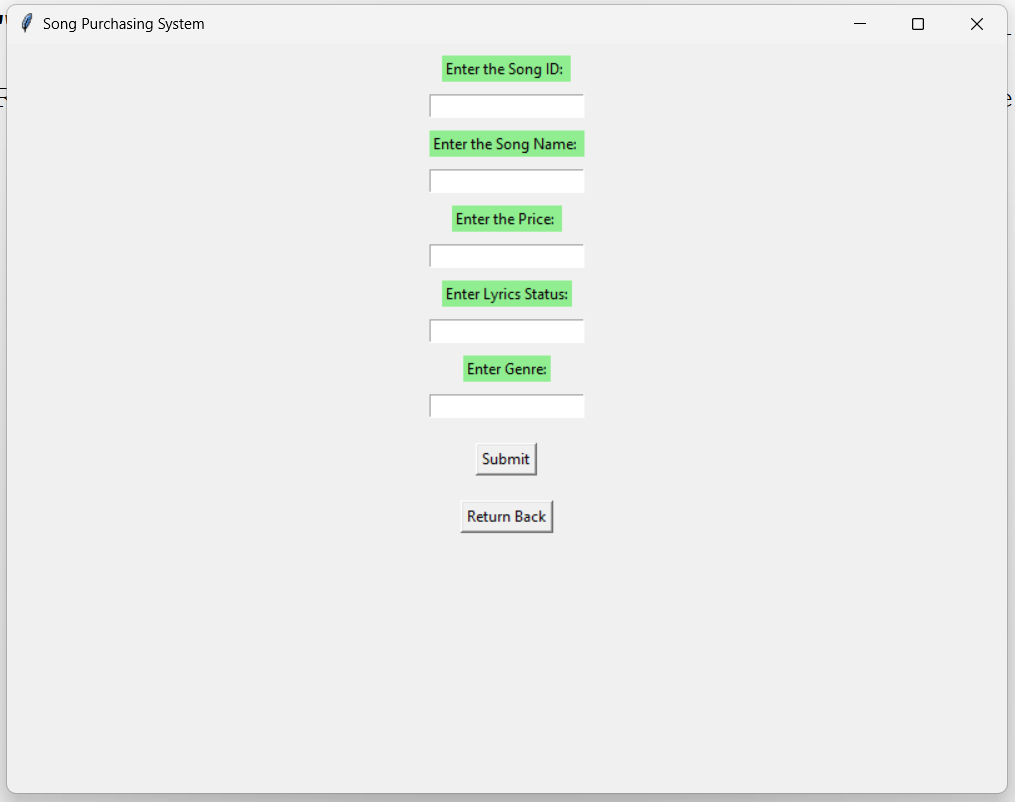 Song Purchasing System
Enter the Song ID:
Enter the Song Name:
Enter the Price:
Enter Lyrics Status:
Enter Genre:
Submit
Return Back